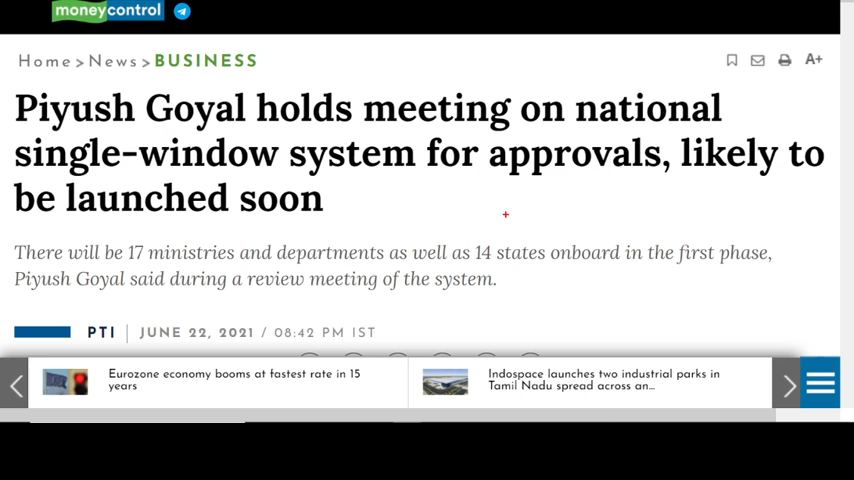 moneycontrol
Home > News > BUSINESS
A+
Piyush Goyal holds meeting on national
single-window system for approvals, likely to
be launched soon
There will be 17 ministries and departments as well as 14 states onboard in the first phase,
Piyush Goyal said during a review meeting of the system.
PTI | JUNE 22, 2021 / 08:42 PM IST
Eurozone economy booms at fastest rate in 15
years
Indospace launches two industrial parks in
Tamil Nadu spread across an...